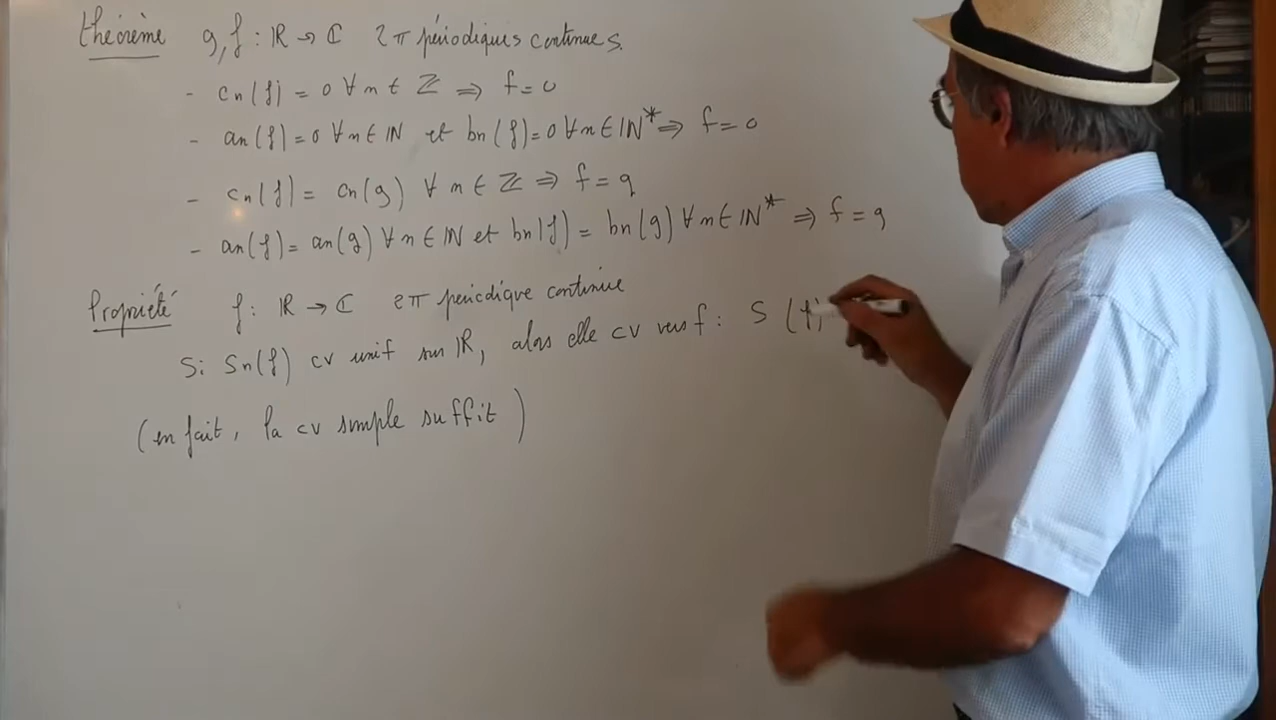 théorème g, f : ℝ → ℂ 2π périodiques continues.
- cn(f) = 0 ∀ n ∈ ℤ ⇒ f = 0
- an(f) = 0 ∀ n ∈ ℕ et bn(f) = 0 ∀ n ∈ ℕ* ⇒ f = 0
- cn(f) = cn(g) ∀ n ∈ ℤ ⇒ f = g
- an(f) = an(g) ∀ n ∈ ℕ et bn(f) = bn(g) ∀ n ∈ ℕ* ⇒ f = g
Propriété f : ℝ → ℂ 2π periodique continue
Si Sn(f) cv unif sur ℝ, alors elle cv vers f : S (f)
(en fait, la cv simple suffit)